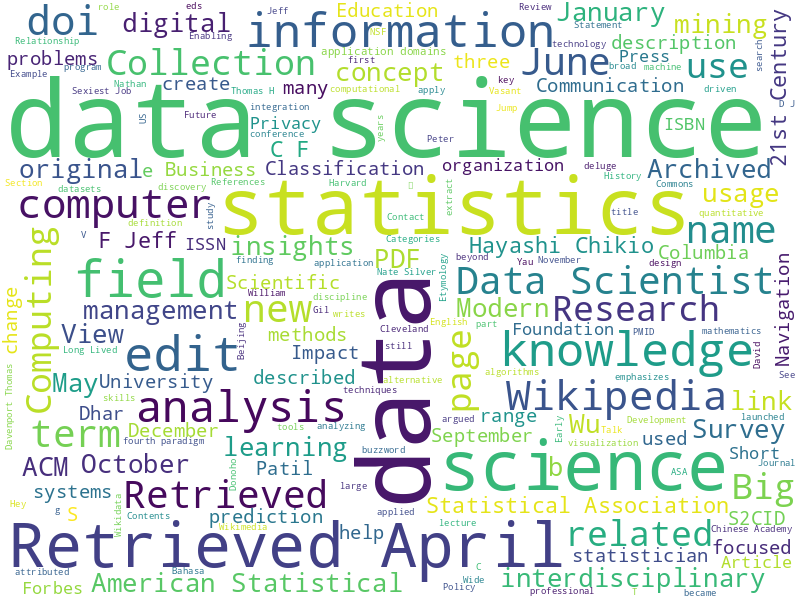 role
eds
Jeff
Review
Relationship
Enabling
NSF
Statement
doi
digital
information
Education
January
mining
application domains
technology
search
problems
Collection
concept
three
Press
description
21st Century
Example
program
Nathan
first
June
use
Sexiest Job
create
Thomas H
many
computational
apply
key
broad
machine
driven
Vasant
Communication
data science
US
integration
Future
Privacy
conference
years
Jump
D J
C F
Peter
ISBN
original
e Business
Classification
organization
deluge
History
Archived
Section
datasets
discovery
References
Harvard
extract
Commons
usage
computer
study
statistics
title
quantitative
name
definition
Contact
V
F Jeff
ISSN
insights
Categories
Hayashi Chikio
Columbia
finding
application
PDF
Nate Silver
Etymology
beyond
Yau
November
design
Navigation
field
Scientific
William
discipline
Data Scientist
Computing
change
management
new
Gil
writes
data
English
part
Modern
Research
View
Beijing
methods
Cleveland
Foundation
PMID
mathematics
Long Lived
edit
Impact
still
page
knowledge
David
See
May
University
described
alternative
algorithms
emphasizes
Davenport Thomas
skills
techniques
analysis
Wikipedia
link
Dhar
December
tools
analyzing
argued
range
Wu
Talk
Development
launched
term
fourth paradigm
learning
buzzword
September
Early
used
visualization
Survey
ACM
October
Donoho
Patil
science
b
ASA
Short
Journal
systems
Retrieved
large
Big
g
Contents
Wikidata
S
prediction
applied
Statistical Association
S2CID
Wikimedia
help
lecture
Chinese Academy
Retrieved April
related
statistician
focused
attributed
Bahasa
C
Wide
Article
Forbes
American Statistical
Policy
interdisciplinary
professional
T
became